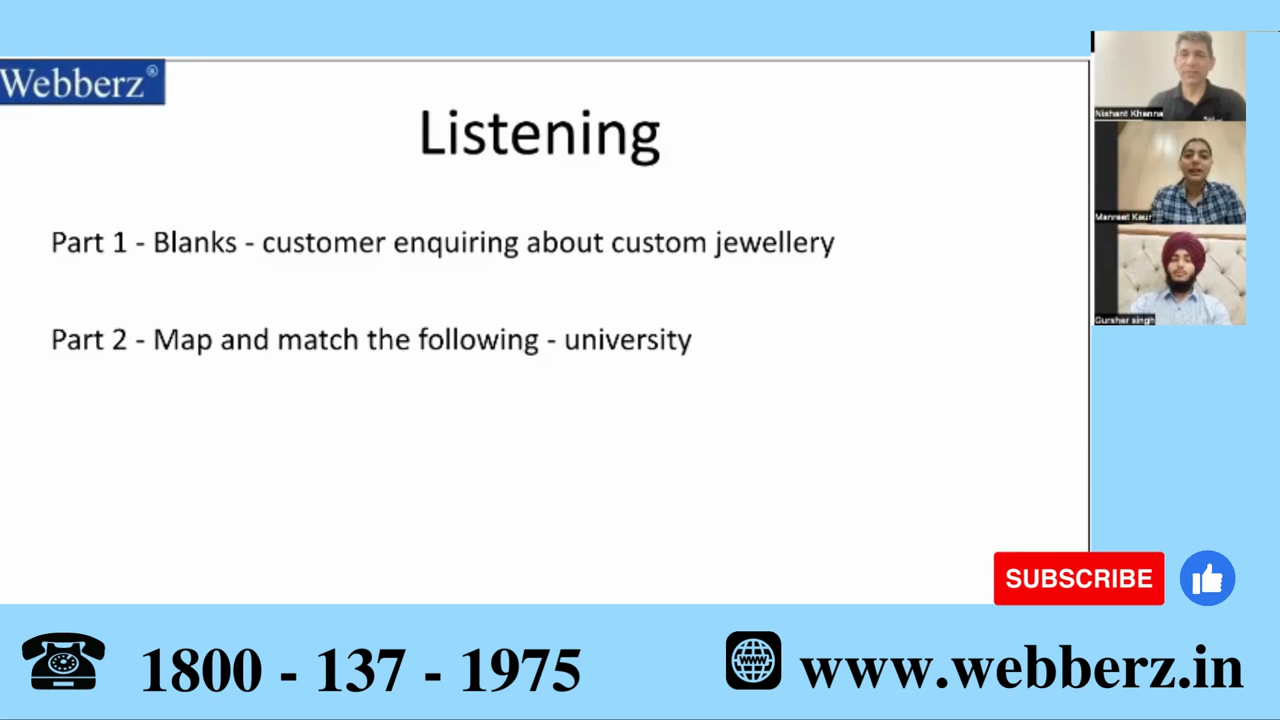 Webberz®
Listening
Part 1 - Blanks - customer enquiring about custom jewellery
Part 2 - Map and match the following - university
Nishant Khanna
Manreet Kaur
Gursher singh
SUBSCRIBE
1800 - 137 - 1975
www.webberz.in